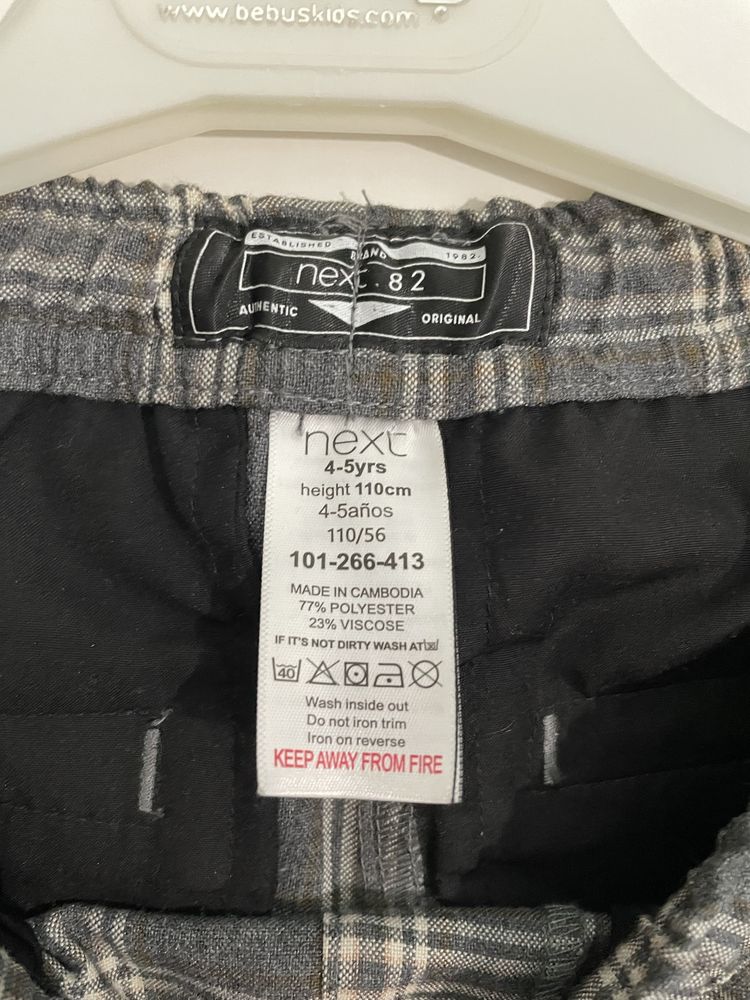 www.bebuskids.com
ESTABLISHED BRAND 1982
next.82
AUTHENTIC ORIGINAL
next
4-5yrs
height 110cm
4-5años
110/56
101-266-413
MADE IN CAMBODIA
77% POLYESTER
23% VISCOSE
IF IT'S NOT DIRTY WASH AT
40
Wash inside out
Do not iron trim
Iron on reverse
KEEP AWAY FROM FIRE